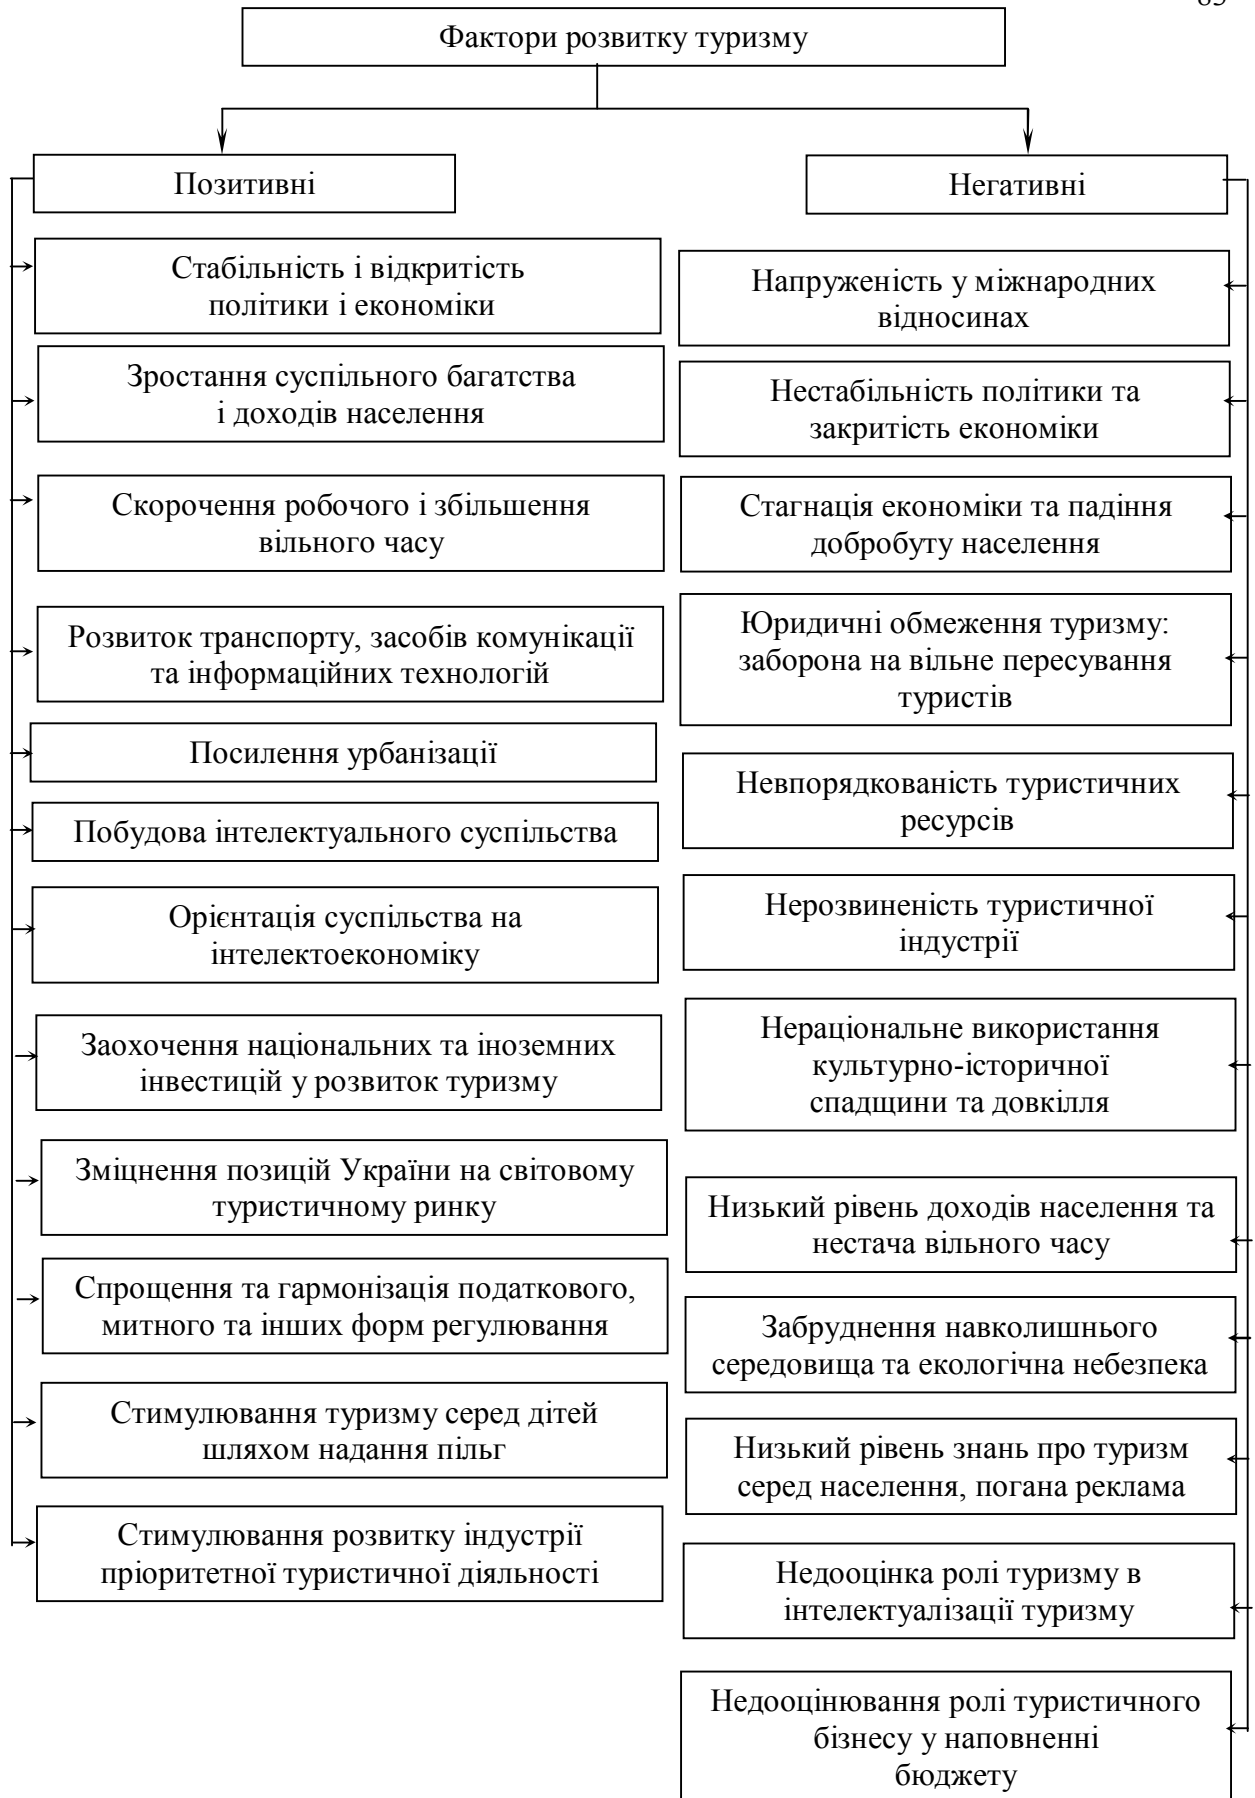 Фактори розвитку туризму
Позитивні
Стабільність і відкритість
політики і економіки
Зростання суспільного багатства
і доходів населення
Скорочення робочого і збільшення
вільного часу
Розвиток транспорту, засобів комунікації
та інформаційних технологій
Посилення урбанізації
Побудова інтелектуального суспільства
Орієнтація суспільства на
інтелектоекономіку
Заохочення національних та іноземних
інвестицій у розвиток туризму
Зміцнення позицій України на світовому
туристичному ринку
Спрощення та гармонізація податкового,
митного та інших форм регулювання
Стимулювання туризму серед дітей
шляхом надання пільг
Стимулювання розвитку індустрії
пріоритетної туристичної діяльності
Негативні
Напруженість у міжнародних
відносинах
Нестабільність політики та
закритість економіки
Стагнація економіки та падіння
добробуту населення
Юридичні обмеження туризму:
заборона на вільне пересування
туристів
Невпорядкованість туристичних
ресурсів
Нерозвиненість туристичної
індустрії
Нераціональне використання
культурно-історичної
спадщини та довкілля
Низький рівень доходів населення та
нестача вільного часу
Забруднення навколишнього
середовища та екологічна небезпека
Низький рівень знань про туризм
серед населення, погана реклама
Недооцінка ролі туризму в
інтелектуалізації туризму
Недооцінювання ролі туристичного
бізнесу у наповненні
бюджету